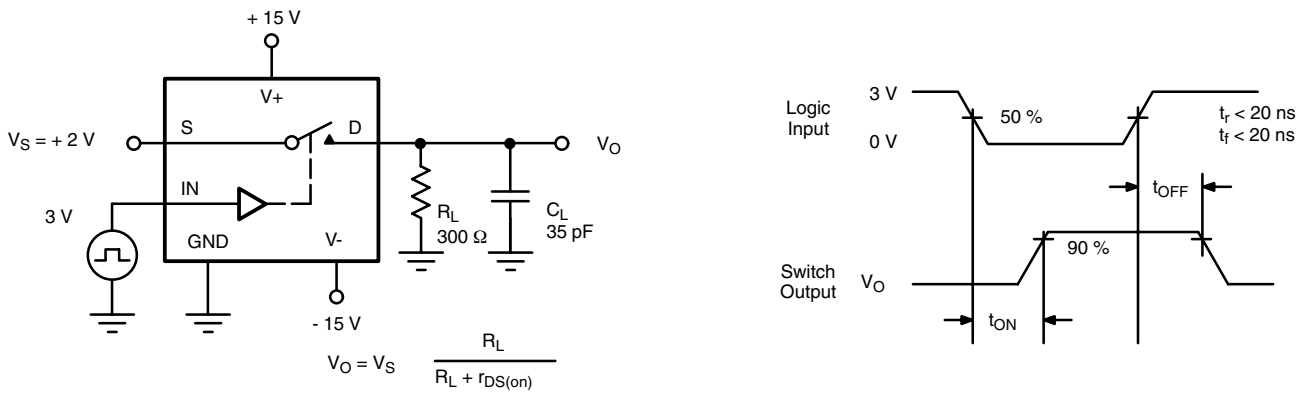 + 15 V
V+
S
D
V_S = + 2 V
V_O
IN
3 V
R_L
300 Ω
C_L
35 pF
GND
V-
- 15 V
V_O = V_S R_L / R_L + r_DS(on)
Logic
Input
3 V
0 V
50 %
t_r < 20 ns
t_f < 20 ns
t_OFF
90 %
Switch
Output
V_O
t_ON